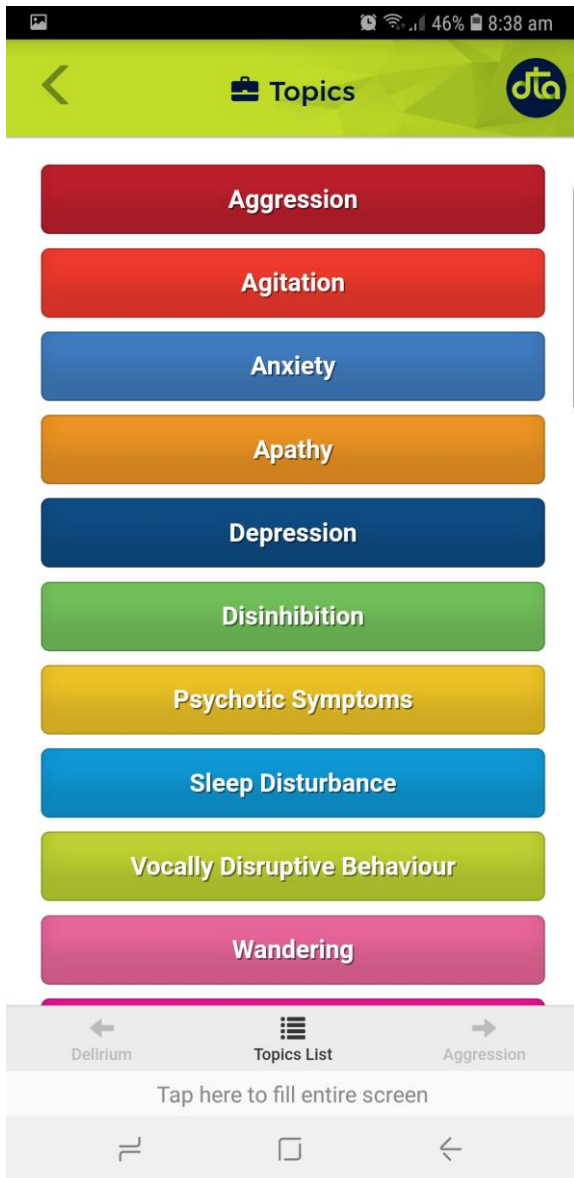 46% 8:38 am
Topics
dta
Aggression
Agitation
Anxiety
Apathy
Depression
Disinhibition
Psychotic Symptoms
Sleep Disturbance
Vocally Disruptive Behaviour
Wandering
Delirium Topics List Aggression
Tap here to fill entire screen